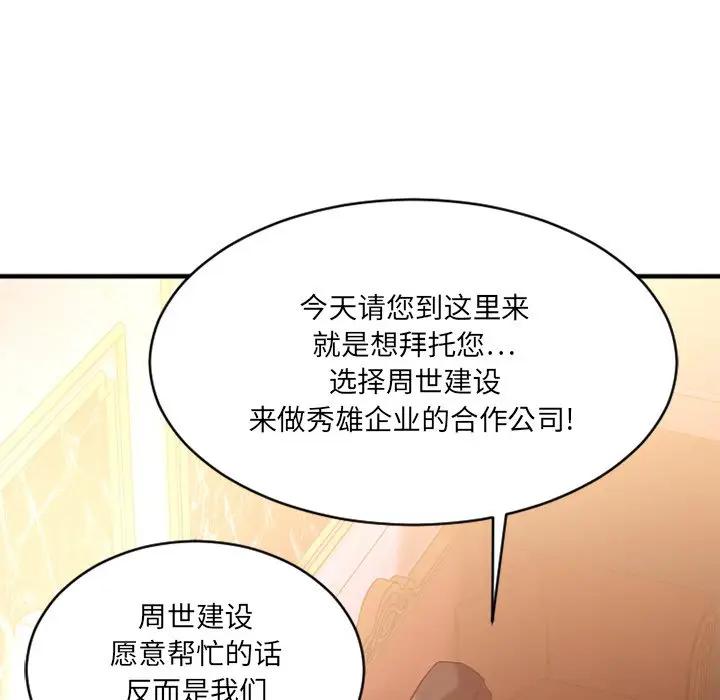 今天请您到这里来
就是想拜托您...
选择周世建设
来做秀雄企业的合作公司!
周世建设
愿意帮忙的话
反而是我们